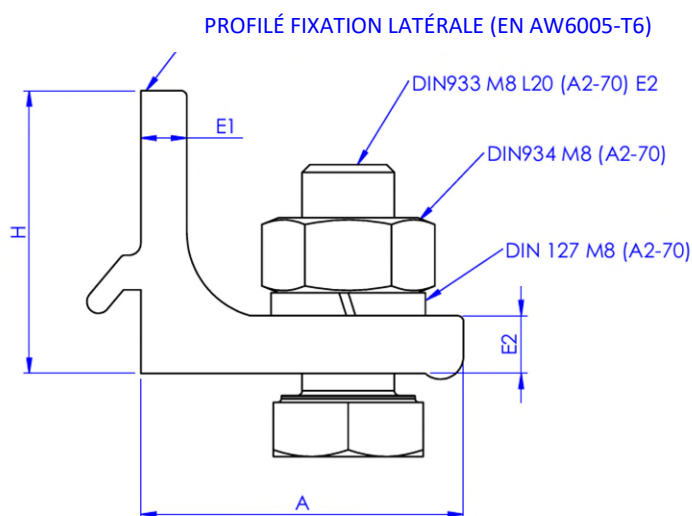 PROFILÉ FIXATION LATÉRALE (EN AW6005-T6)
DIN933 M8 L20 (A2-70) E2
E1
DIN934 M8 (A2-70)
H
DIN 127 M8 (A2-70)
E2
A